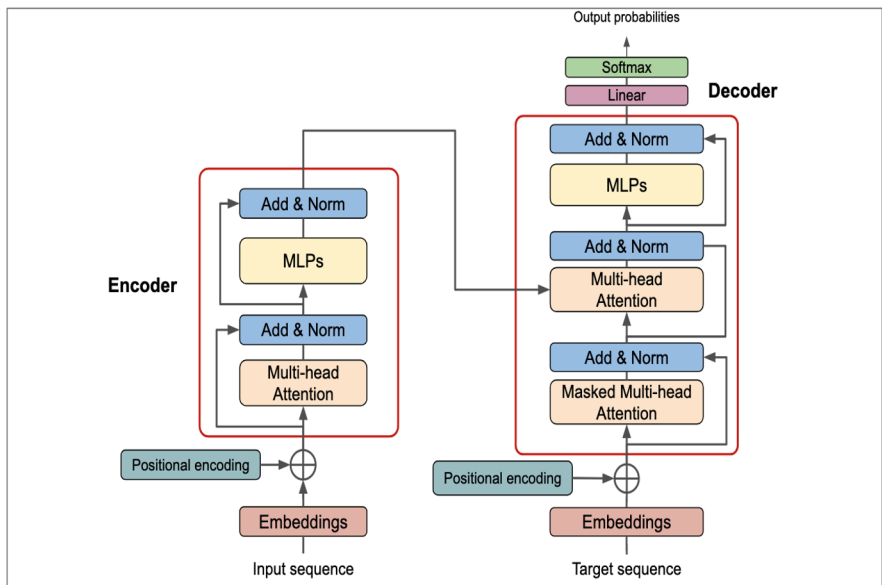 Output probabilities
Softmax
Linear
Decoder
Add & Norm
MLPs
Add & Norm
Multi-head
Attention
Add & Norm
Masked Multi-head
Attention
Positional encoding
Embeddings
Target sequence
Encoder
Add & Norm
MLPs
Add & Norm
Multi-head
Attention
Positional encoding
Embeddings
Input sequence